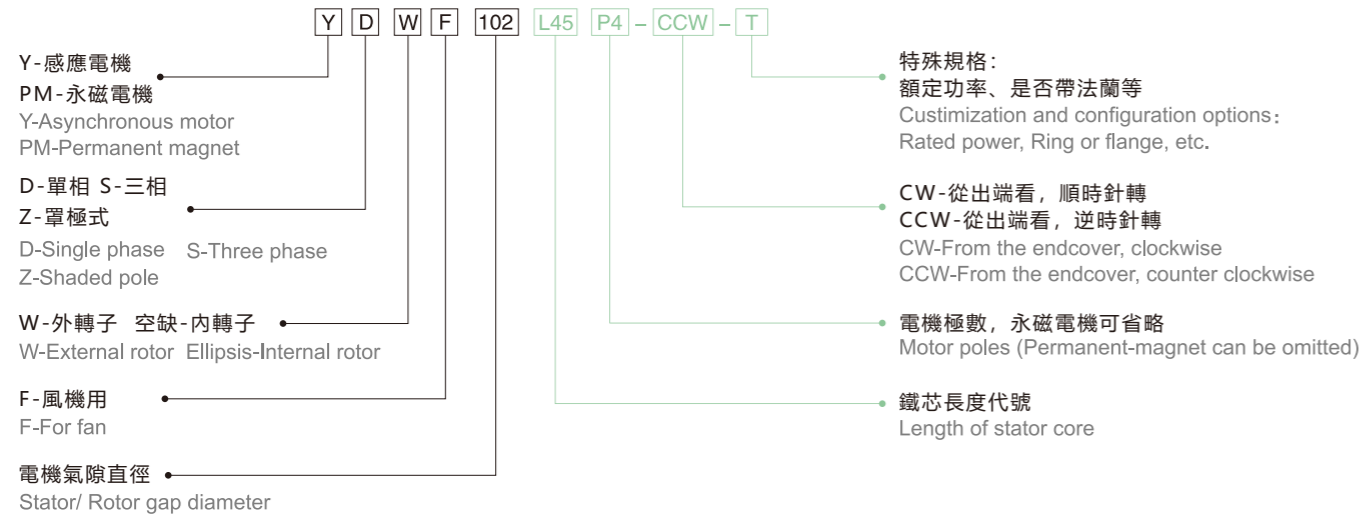 Y D W F 102 L45 P4 - CCW - T
Y-感應電機
PM-永磁電機
Y-Asynchronous motor
PM-Permanent magnet
D-單相 S-三相
Z-罩極式
D-Single phase S-Three phase
Z-Shaded pole
W-外轉子 空缺-內轉子
W-External rotor Ellipsis-Internal rotor
F-風機用
F-For fan
電機氣隙直徑
Stator/ Rotor gap diameter
特殊規格：
額定功率、是否帶法蘭等
Custimization and configuration options：
Rated power, Ring or flange, etc.
CW-從出端看，順時針轉
CCW-從出端看，逆時針轉
CW-From the endcover, clockwise
CCW-From the endcover, counter clockwise
電機極數，永磁電機可省略
Motor poles (Permanent-magnet can be omitted)
鐵芯長度代號
Length of stator core